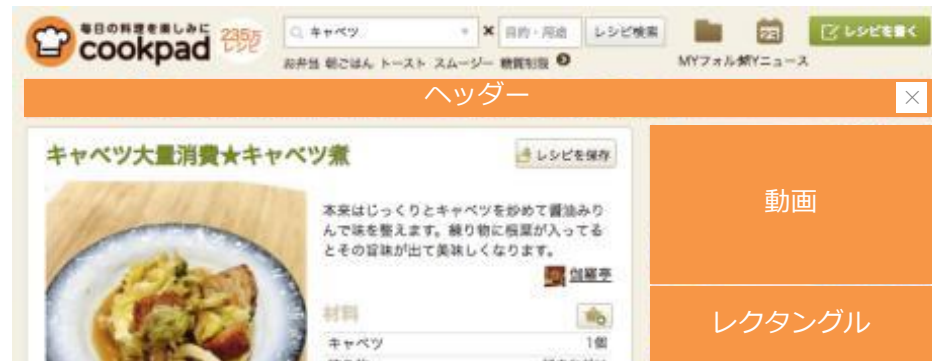 毎日の料理を楽しみに
cookpad
235万
レシピ
キャベツ
目的・用途
レシピ検索
お弁当 朝ごはん トースト スムージー 糖質制限
23
MYフォルダ
MYニュース
レシピを書く
ヘッダー
キャベツ大量消費★キャベツ煮
レシピを保存
本来はじっくりとキャベツを炒めて醤油みり
んで味を整えます。練り物に根菜が入ってる
とその旨味が出て美味しくなります。
伽羅亭
材料
キャベツ 1個
動画
レクタングル